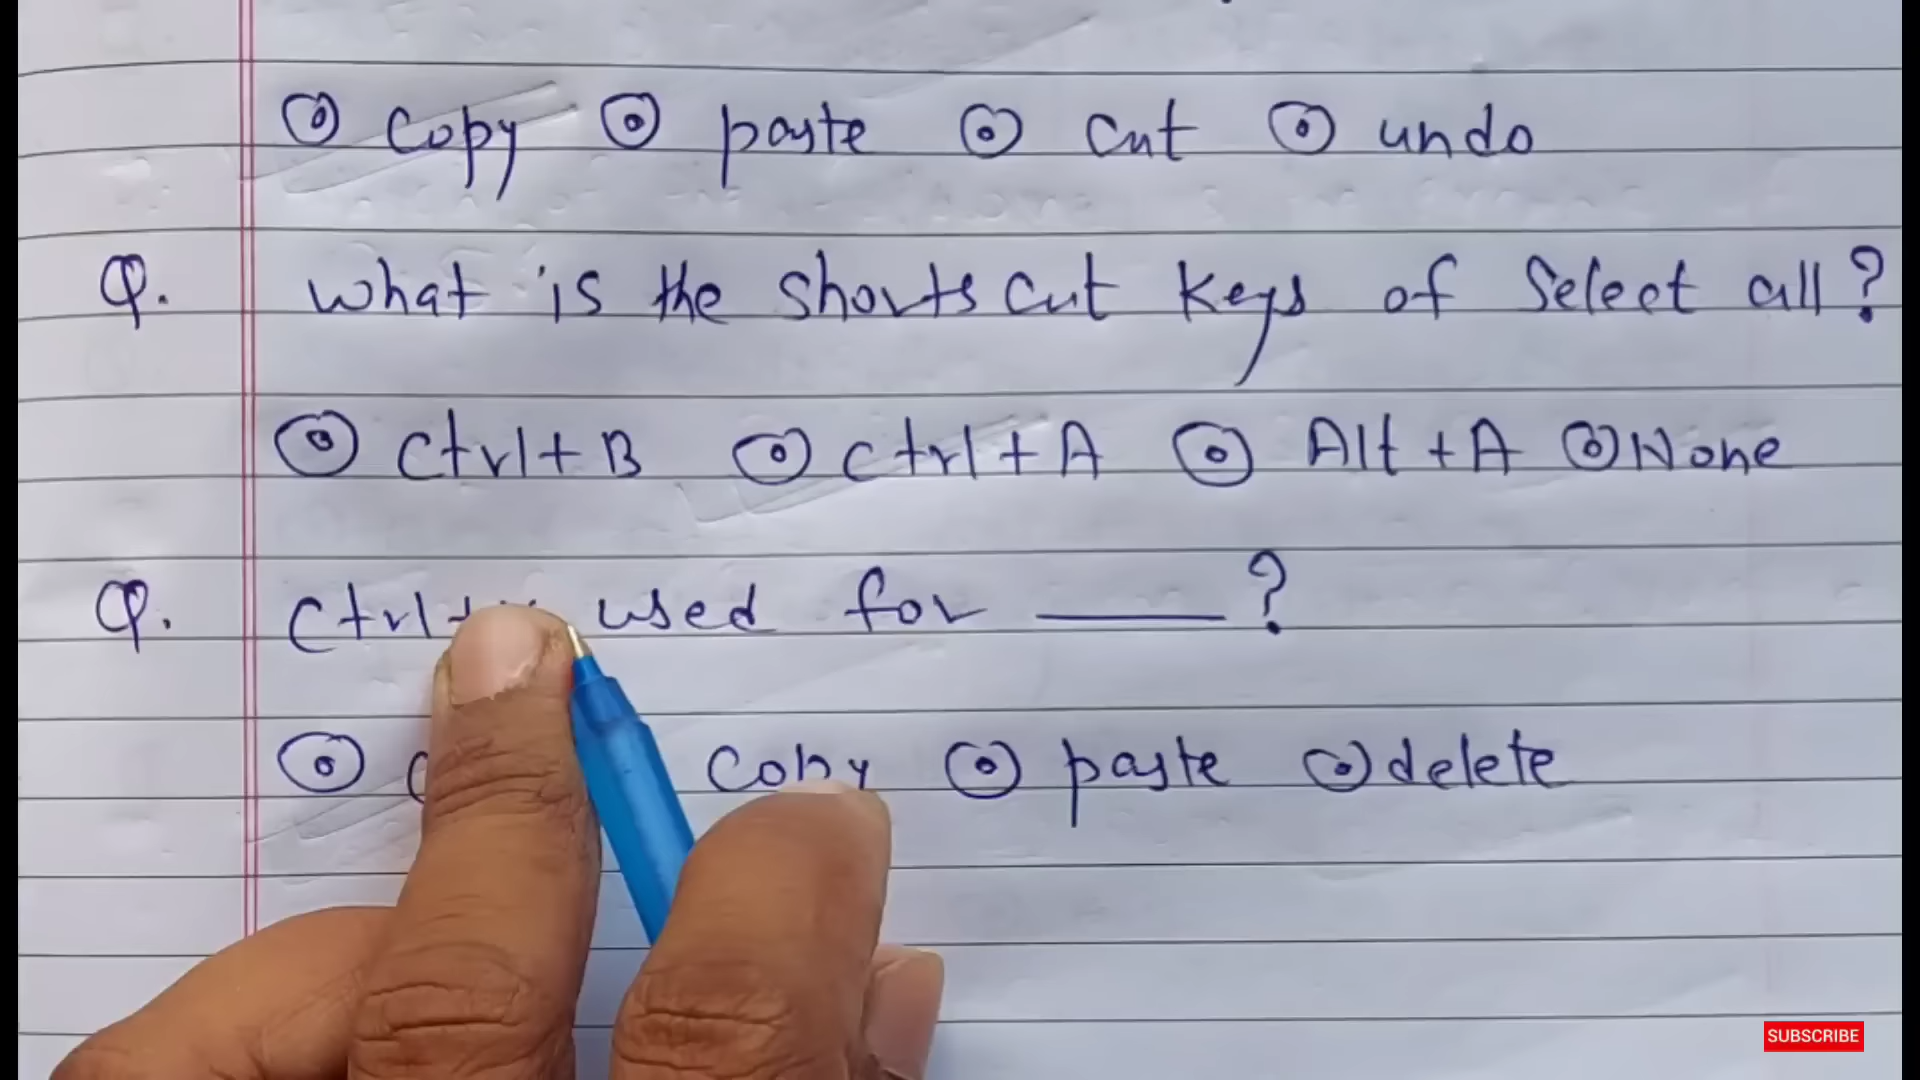 copy paste cut undo
Q. What is the shorts cut keys of Select all?
Ctrl+B Ctrl+A Alt+A None
Q. Ctrl+ used for ____?
copy paste delete
SUBSCRIBE